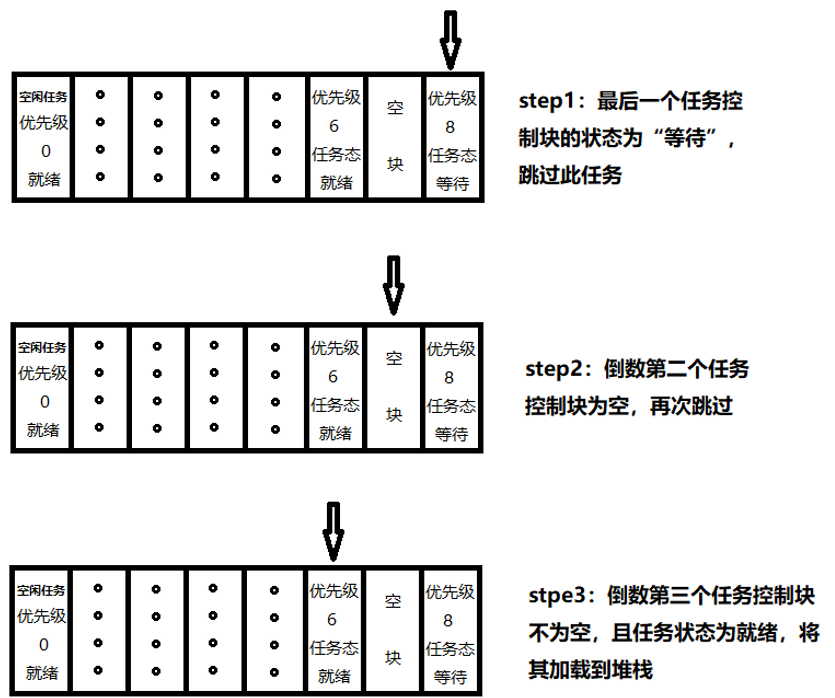 空闲任务
优先级
0
就绪
优先级
6
任务态
就绪
空
块
优先级
8
任务态
等待
step1：最后一个任务控
制块的状态为“等待”，
跳过此任务
空闲任务
优先级
0
就绪
优先级
6
任务态
就绪
空
块
优先级
8
任务态
等待
step2：倒数第二个任务
控制块为空，再次跳过
空闲任务
优先级
0
就绪
优先级
6
任务态
就绪
空
块
优先级
8
任务态
等待
stpe3：倒数第三个任务控制块
不为空，且任务状态为就绪，将
其加载到堆栈